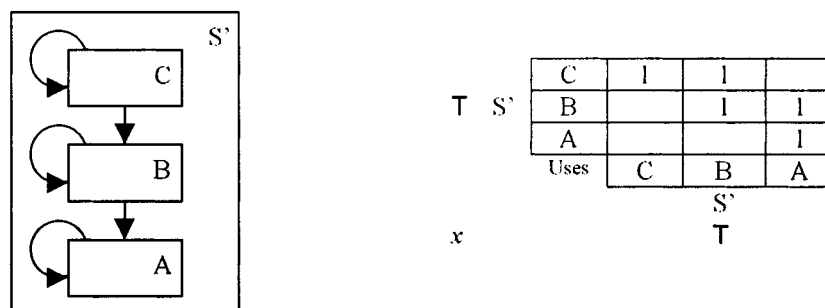 S’
C
B
A
C 1 1
T S’ B 1 1
A 1
Uses C B A
S’
x T